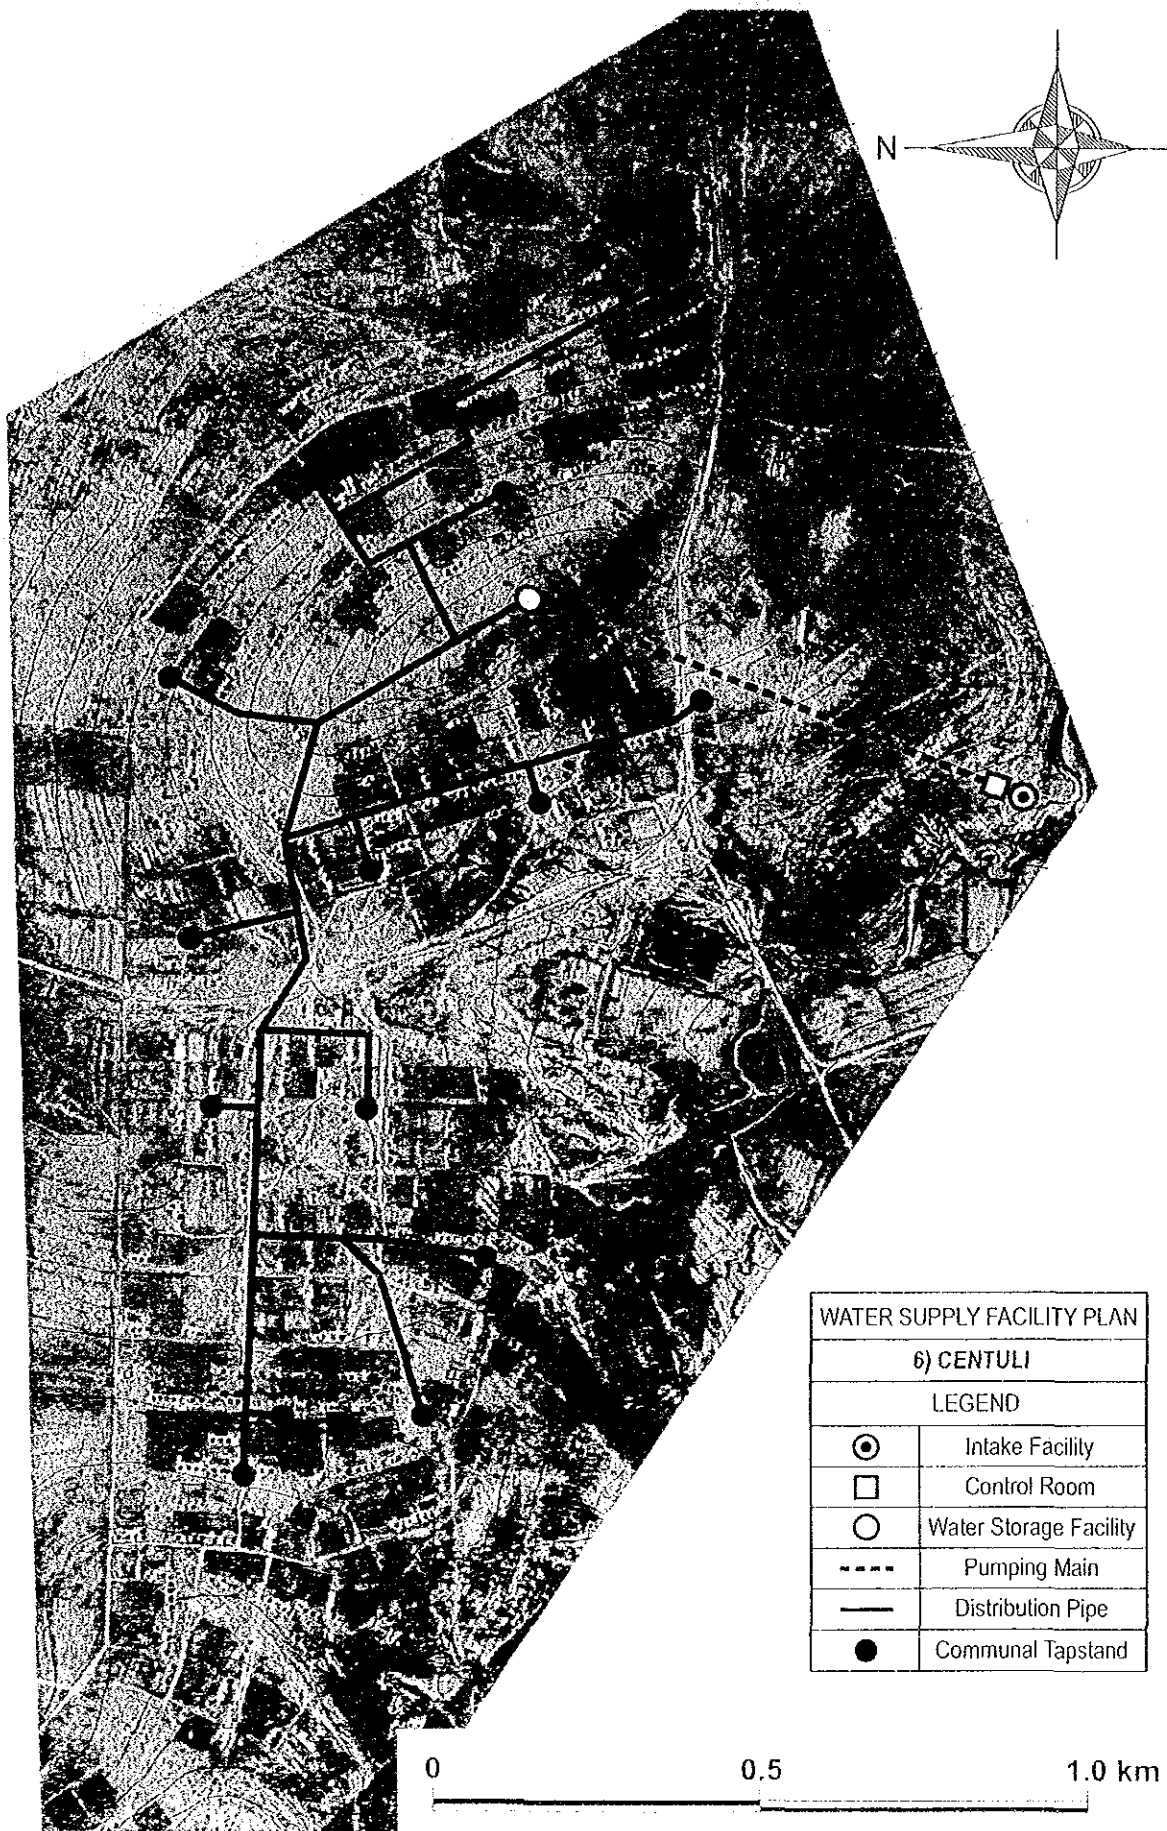 N
WATER SUPPLY FACILITY PLAN
6) CENTULI
LEGEND
Intake Facility
Control Room
Water Storage Facility
Pumping Main
Distribution Pipe
Communal Tapstand
0 0.5 1.0 km